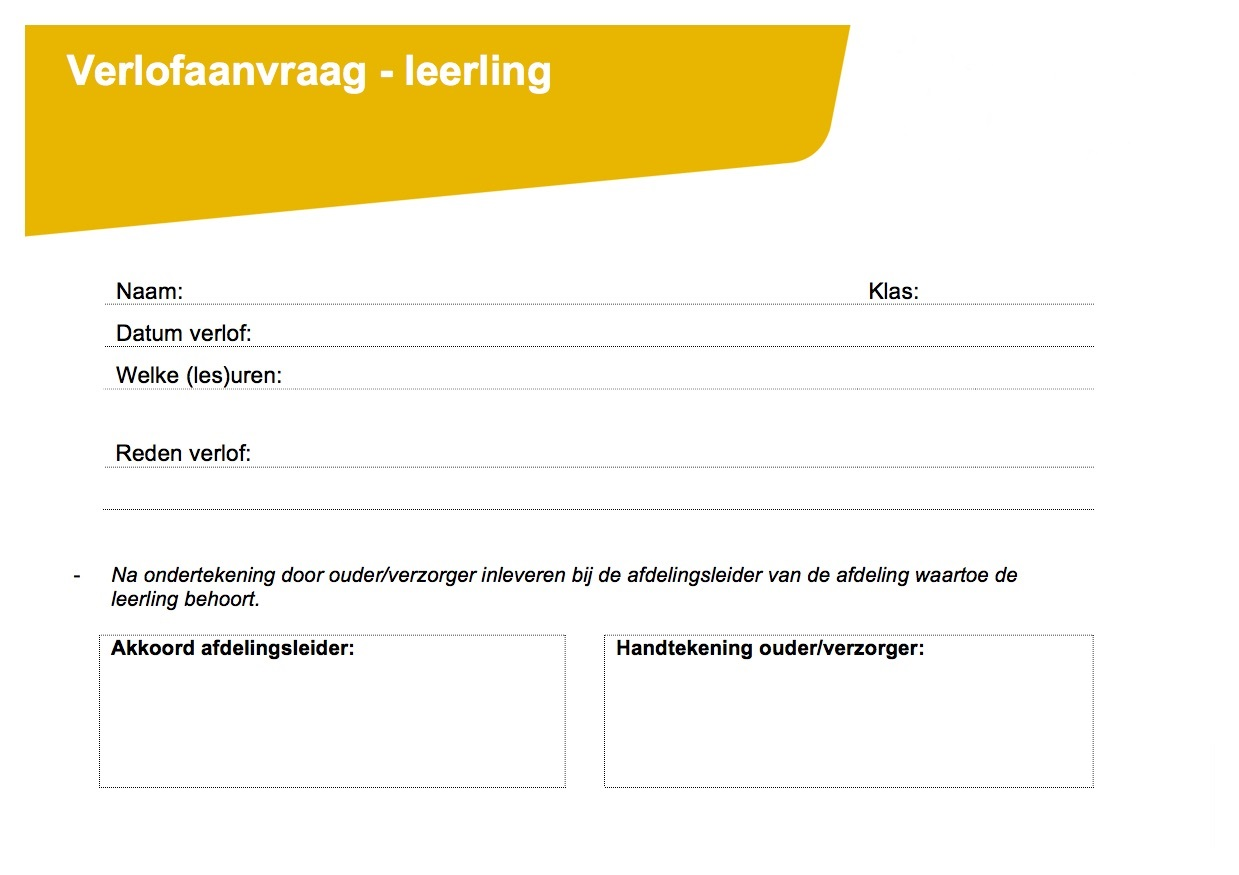 Verlofaanvraag - leerling
Naam: Klas:
Datum verlof:
Welke (les)uren:
Reden verlof:
- Na ondertekening door ouder/verzorger inleveren bij de afdelingsleider van de afdeling waartoe de
leerling behoort.
Akkoord afdelingsleider: Handtekening ouder/verzorger: